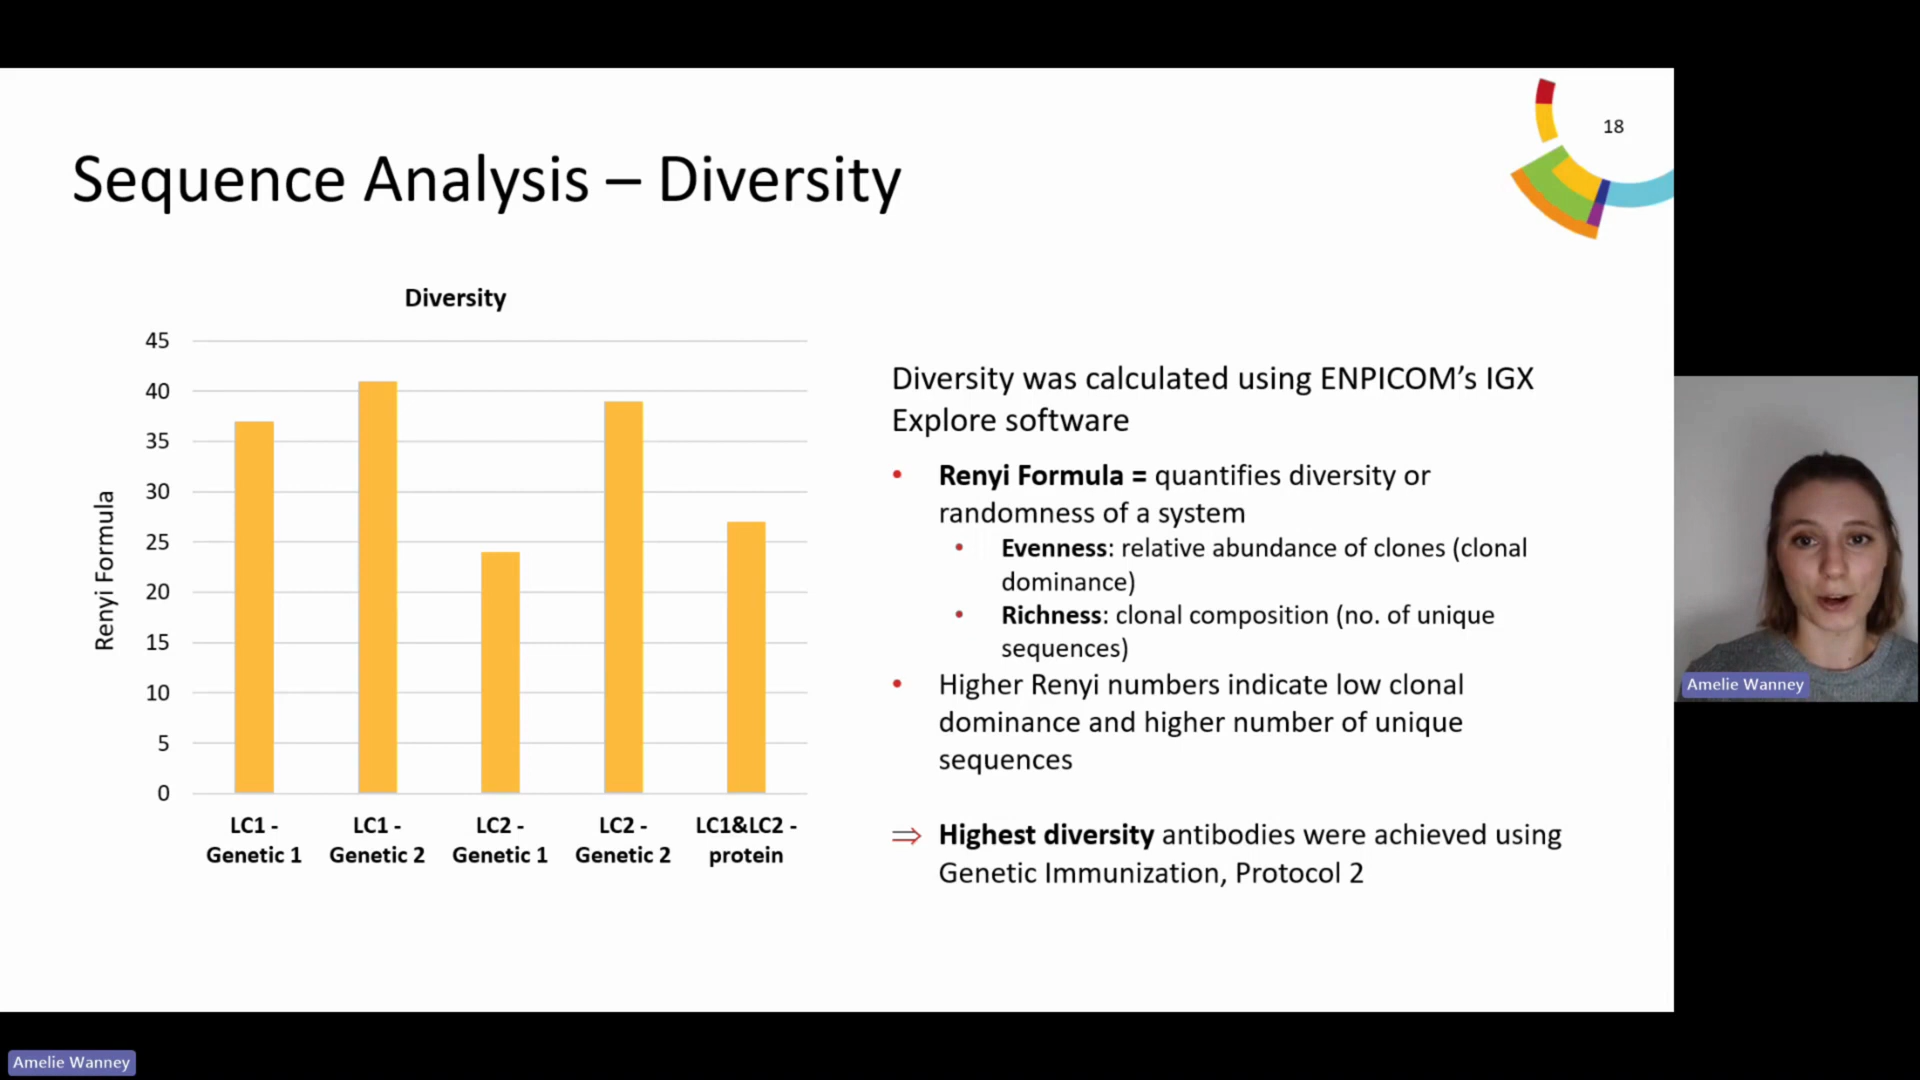 18
Sequence Analysis – Diversity
Diversity
45
40
35
30
25
20
15
10
5
0
Renyi Formula
LC1 -
Genetic 1
LC1 -
Genetic 2
LC2 -
Genetic 1
LC2 -
Genetic 2
LC1&LC2 -
protein
Diversity was calculated using ENPICOM’s IGX
Explore software
• Renyi Formula = quantifies diversity or
randomness of a system
• Evenness: relative abundance of clones (clonal
dominance)
• Richness: clonal composition (no. of unique
sequences)
• Higher Renyi numbers indicate low clonal
dominance and higher number of unique
sequences
⇒ Highest diversity antibodies were achieved using
Genetic Immunization, Protocol 2
Amelie Wanney
Amelie Wanney